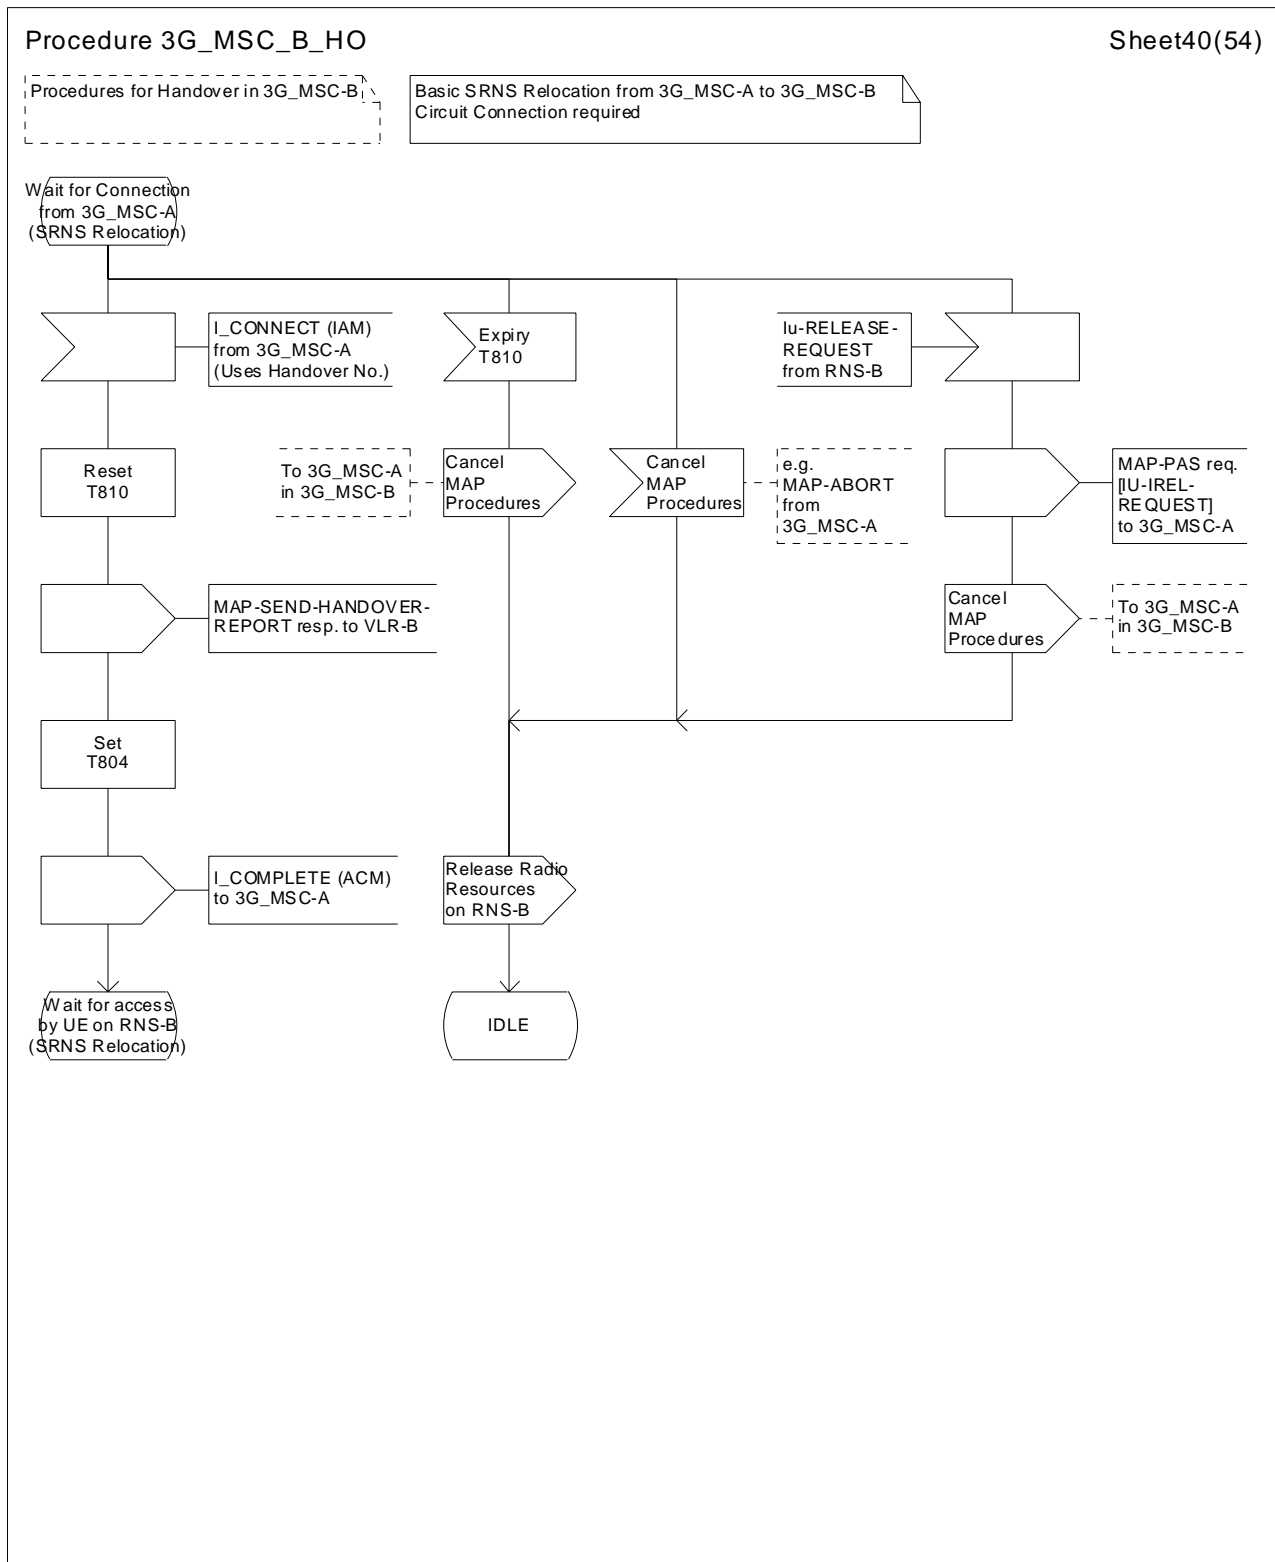 Procedure 3G_MSC_B_HO
Sheet40(54)
Procedures for Handover in 3G_MSC-B
Basic SRNS Relocation from 3G_MSC-A to 3G_MSC-B
Circuit Connection required
Wait for Connection
from 3G_MSC-A
(SRNS Relocation)
I_CONNECT (IAM)
from 3G_MSC-A
(Uses Handover No.)
Expiry
T810
Iu-RELEASE-
REQUEST
from RNS-B
Reset
T810
To 3G_MSC-A
in 3G_MSC-B
Cancel
MAP
Procedures
Cancel
MAP
Procedures
e.g.
MAP-ABORT
from
3G_MSC-A
MAP-PAS req.
[IU-IREL-
REQUEST]
to 3G_MSC-A
MAP-SEND-HANDOVER-
REPORT resp. to VLR-B
Cancel
MAP
Procedures
To 3G_MSC-A
in 3G_MSC-B
Set
T804
I_COMPLETE (ACM)
to 3G_MSC-A
Release Radio
Resources
on RNS-B
Wait for access
by UE on RNS-B
(SRNS Relocation)
IDLE